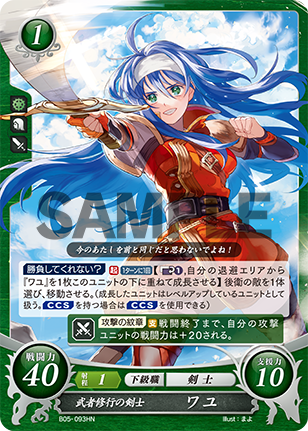 1
SAMPLE
今のあたしを前と同じだと思わないでよね！
勝負してくれない？ 起 1ターンに1回 [1、自分の退避エリアから
『ワユ』を1枚このユニットの下に重ねて成長させる] 後衛の敵を1体
選び、移動させる。（成長したユニットはレベルアップしているユニットとして
扱う。CCSを持つ場合はCCSを使用できる）
攻撃の紋章 支 戦闘終了まで、自分の攻撃
ユニットの戦闘力は＋20される。
戦闘力
40
射程 1 下級職 剣士
支援力
10
武者修行の剣士 ワユ
B05-093HN
Illust：まよ